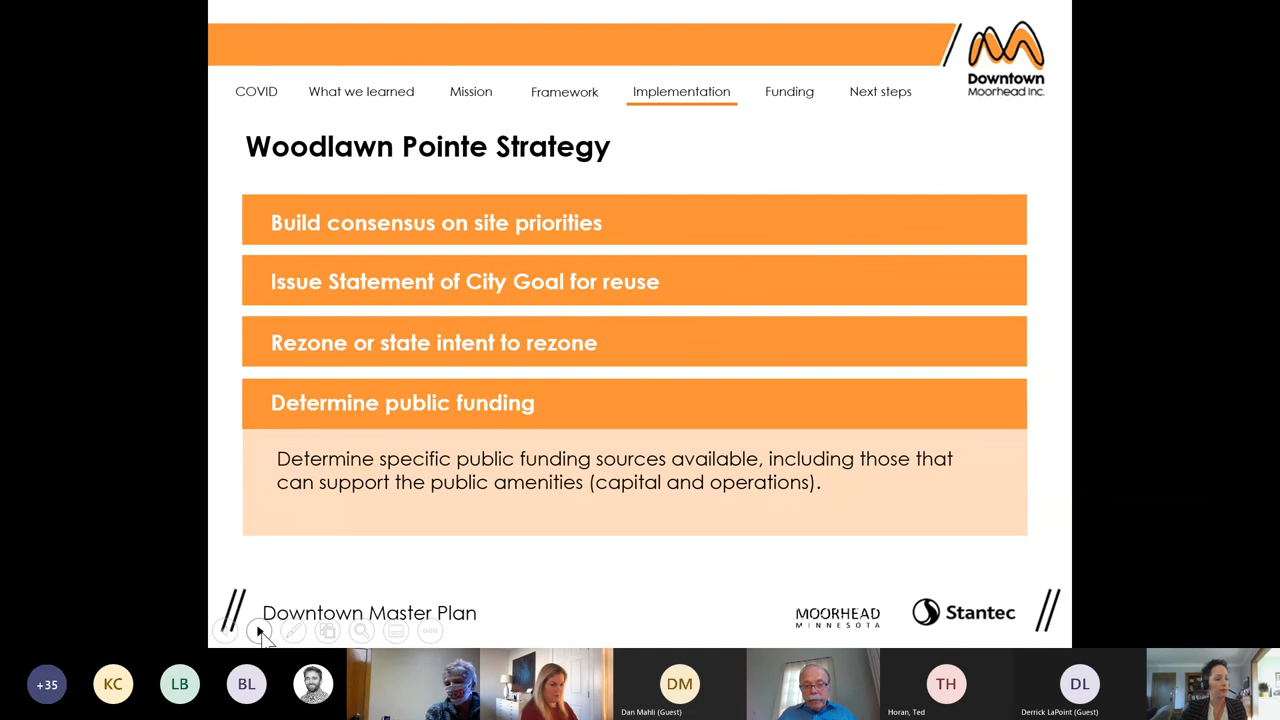 COVID
What we learned
Mission
Framework
Implementation
Funding
Next steps
Downtown
Moorhead Inc.
Woodlawn Pointe Strategy
Build consensus on site priorities
Issue Statement of City Goal for reuse
Rezone or state intent to rezone
Determine public funding
Determine specific public funding sources available, including those that
can support the public amenities (capital and operations).
Downtown Master Plan
MOORHEAD
MINNESOTA
Stantec
+35
KC
LB
BL
DM
Dan Mahli (Guest)
TH
Horan, Ted
DL
Derrick LaPoint (Guest)